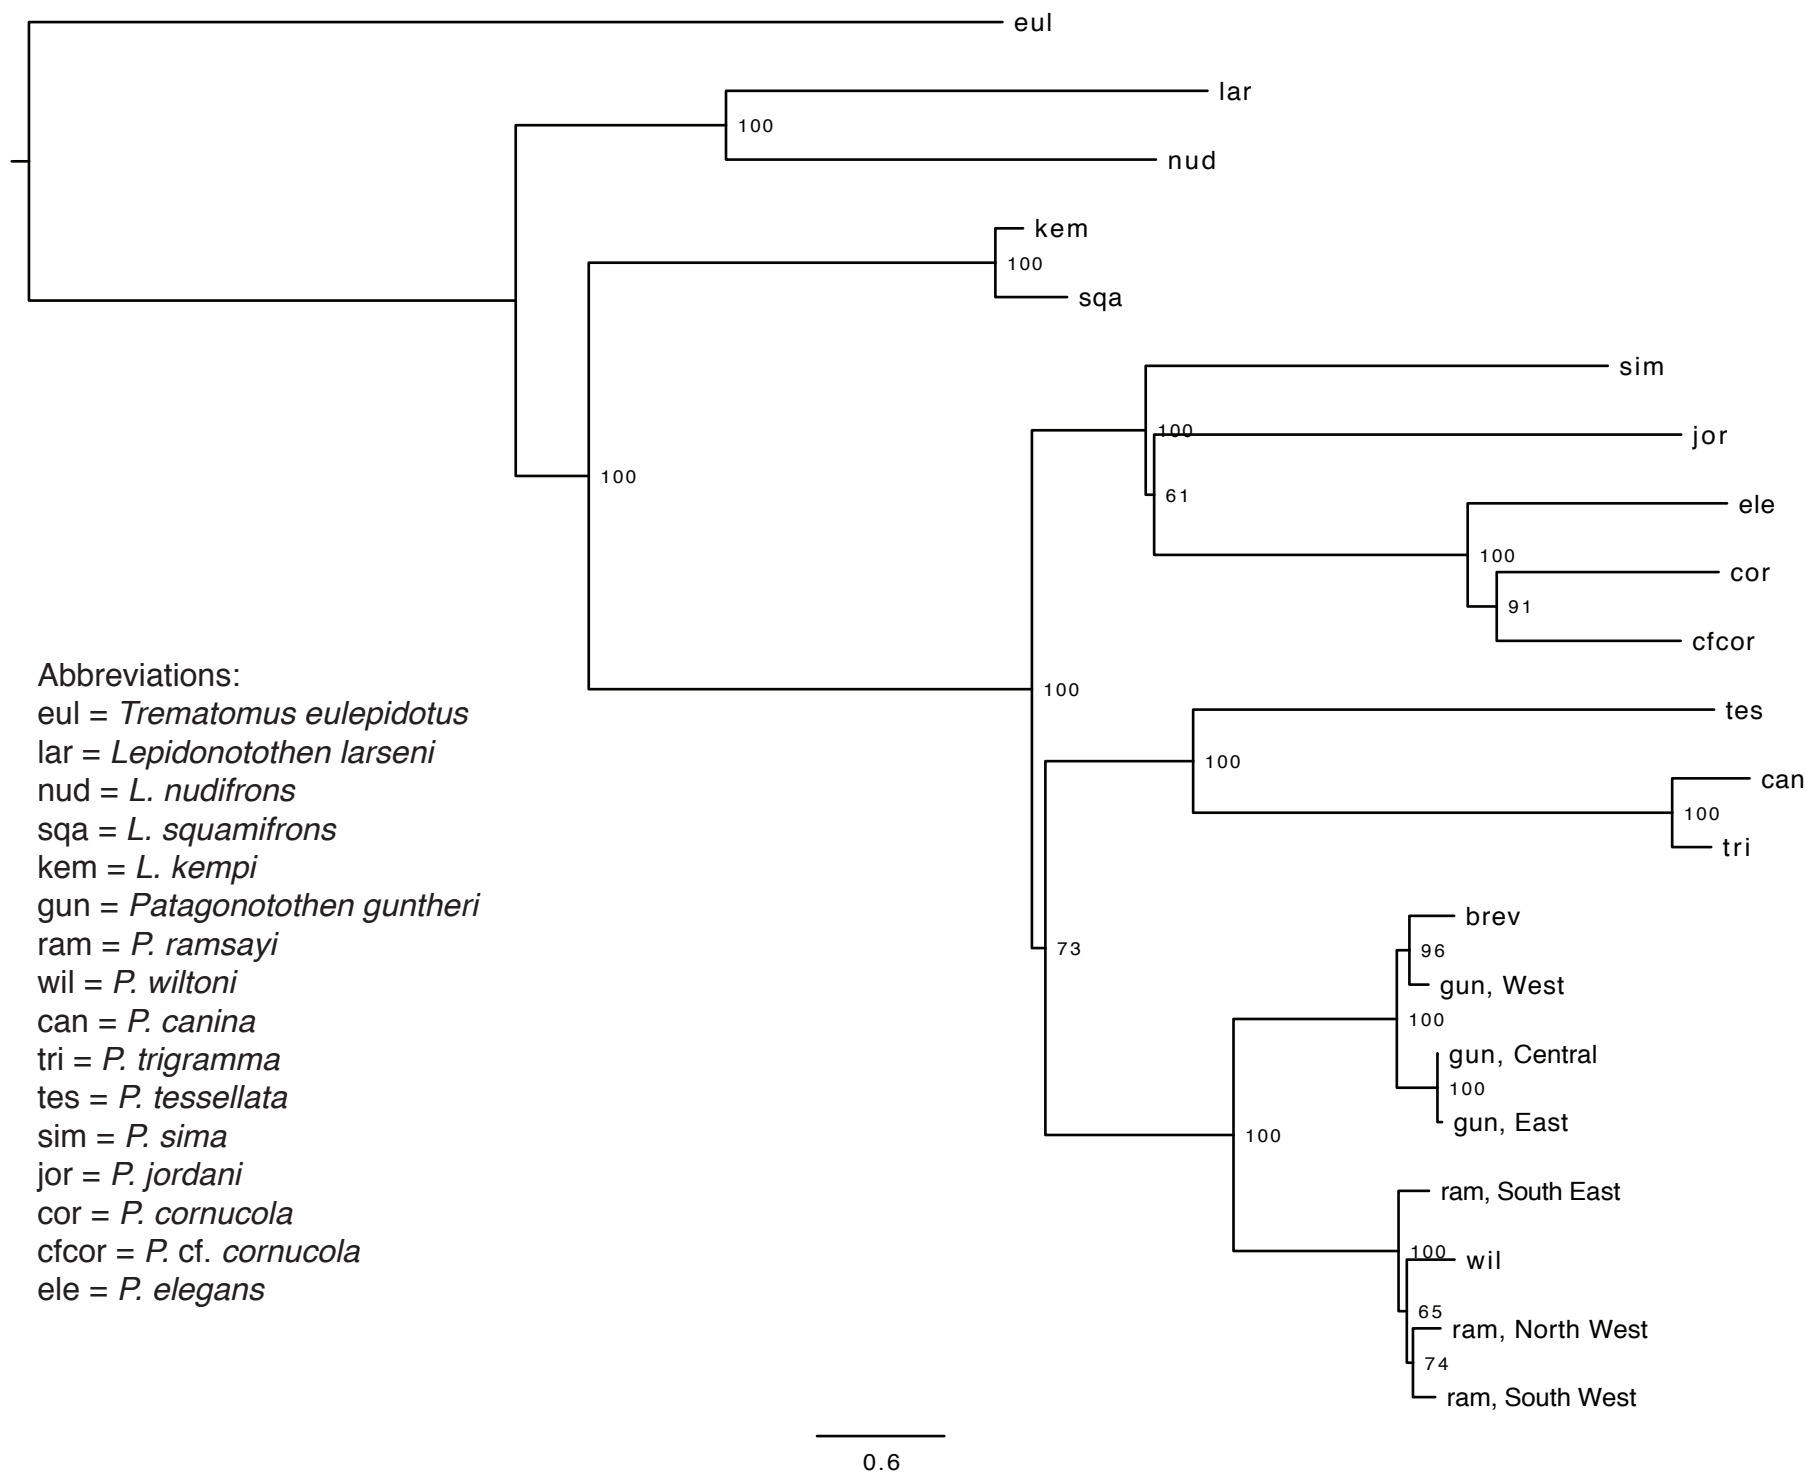 eul
lar
100
nud
kem
100
sqa
sim
100
jor
100
61
ele
100
cor
91
cfcor
Abbreviations:
eul = Trematomus eulepidotus
lar = Lepidonotothen larseni
nud = L. nudifrons
sqa = L. squamifrons
kem = L. kempi
gun = Patagonotothen guntheri
ram = P. ramsayi
wil = P. wiltoni
can = P. canina
tri = P. trigramma
tes = P. tessellata
sim = P. sima
jor = P. jordani
cor = P. cornucola
cfcor = P. cf. cornucola
ele = P. elegans
100
tes
100
can
100
tri
brev
73
96
gun, West
100
gun, Central
100
gun, East
100
ram, South East
100
wil
65
ram, North West
74
ram, South West
0.6